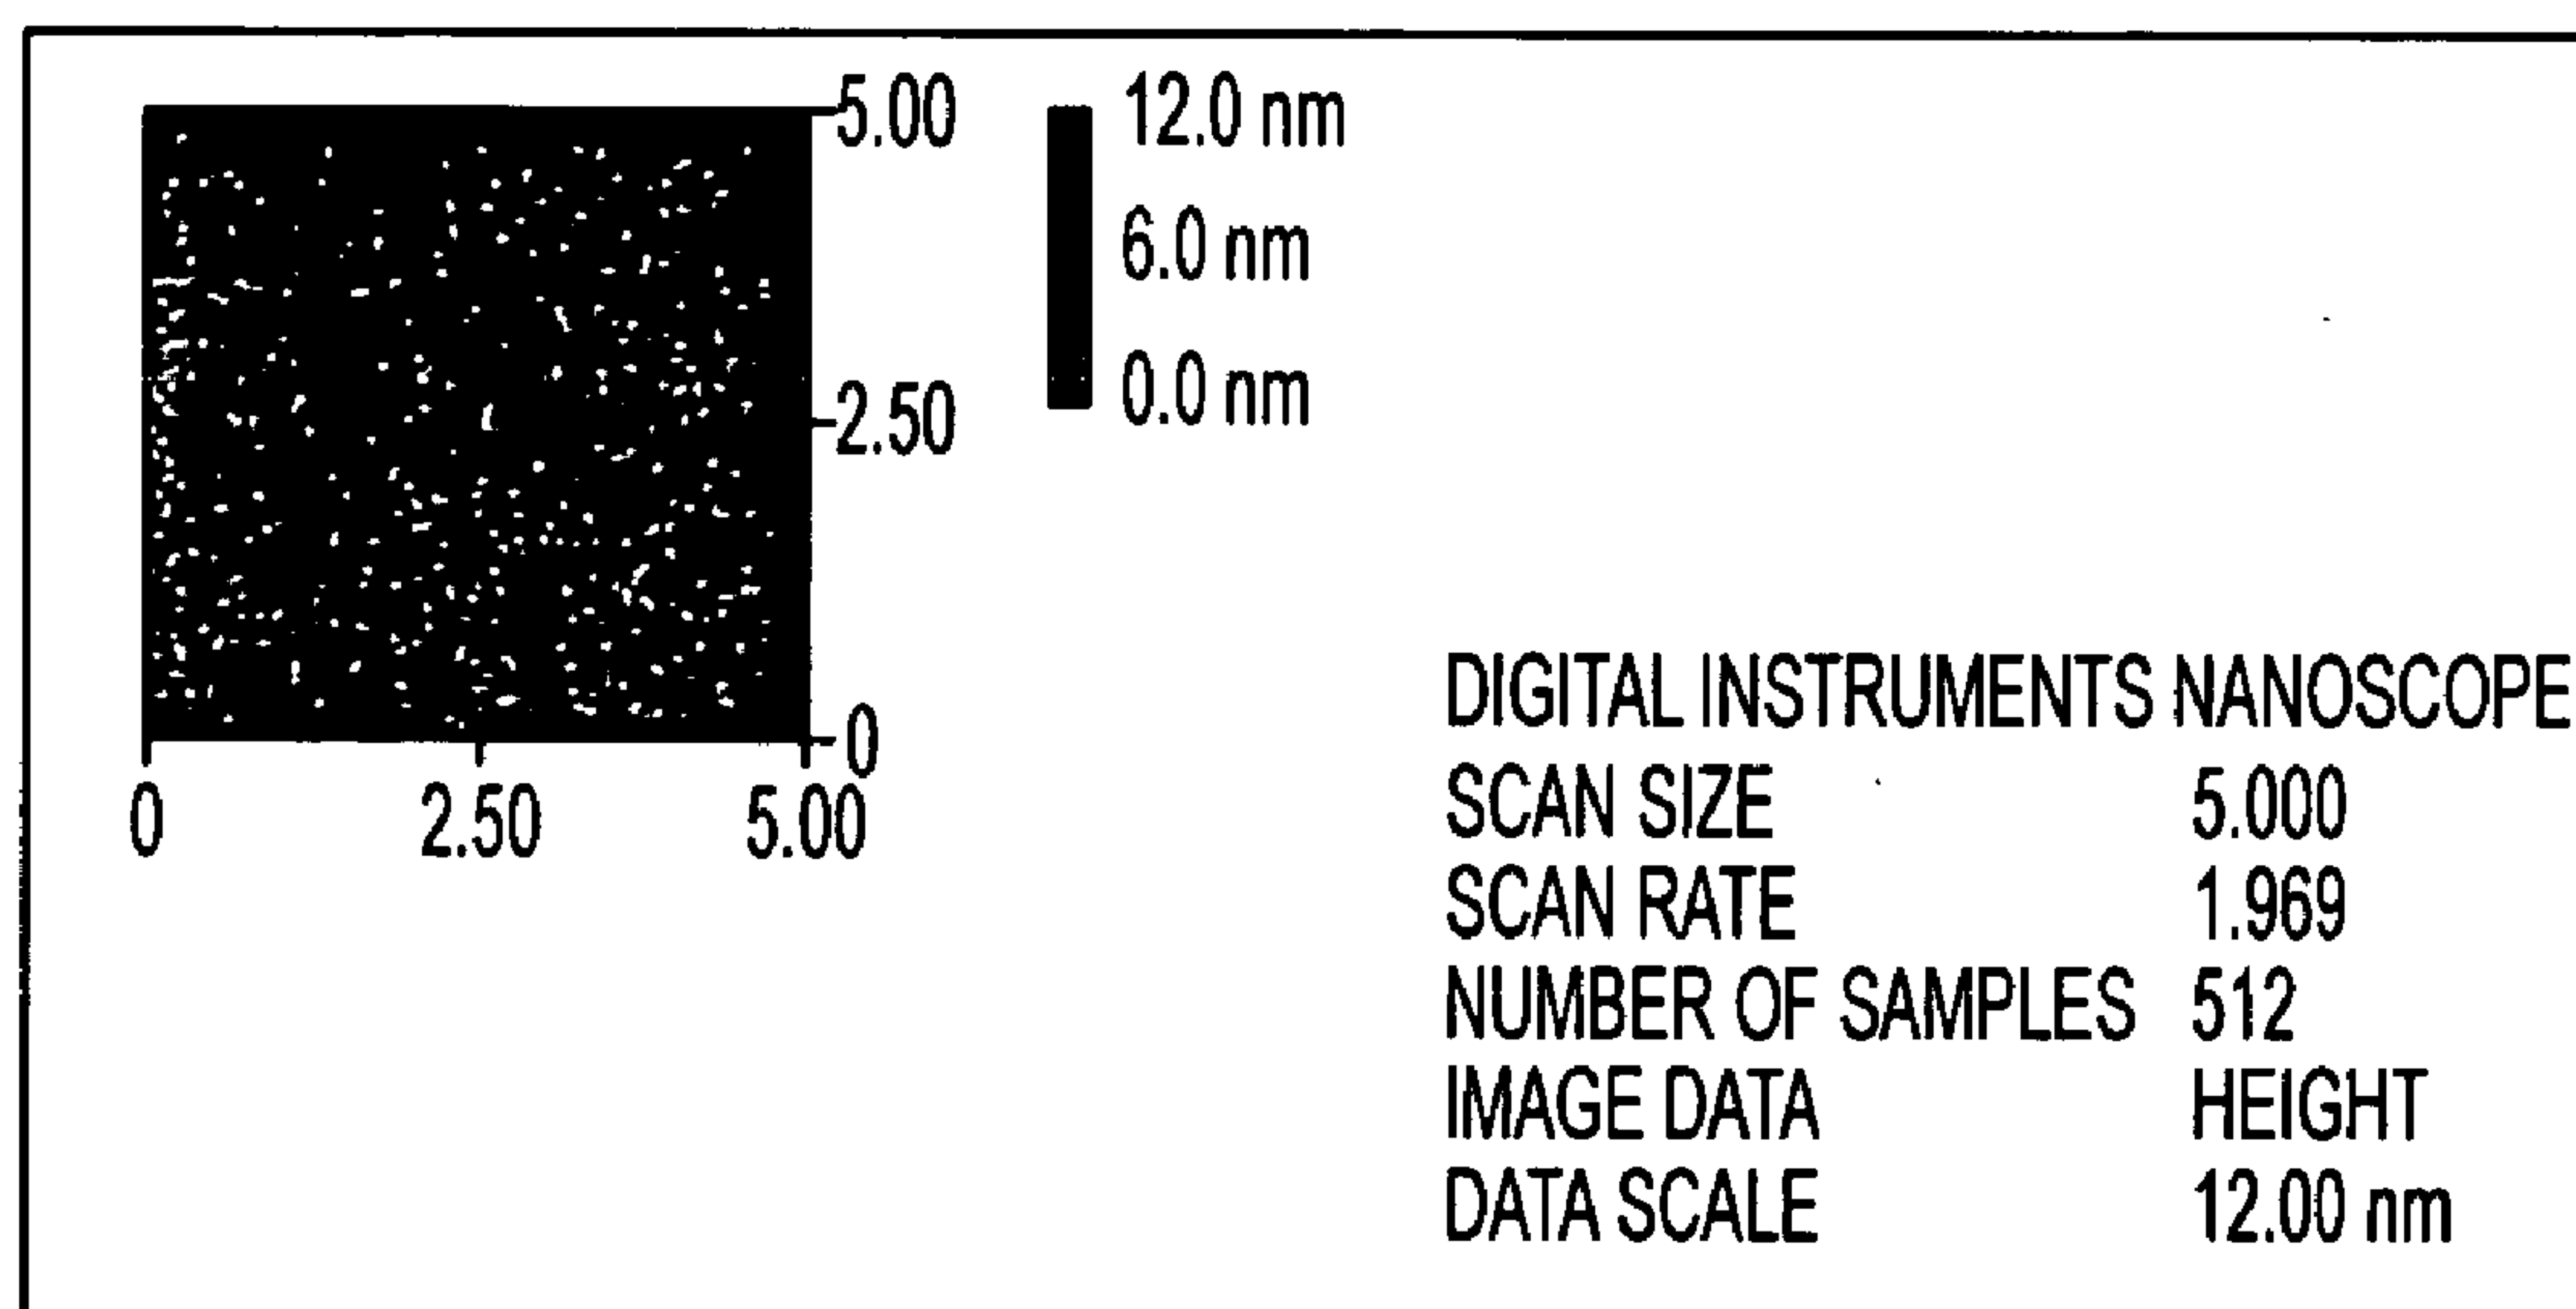 5.00
2.50
0
0 2.50 5.00
12.0 nm
6.0 nm
0.0 nm
DIGITAL INSTRUMENTS NANOSCOPE
SCAN SIZE 5.000
SCAN RATE 1.969
NUMBER OF SAMPLES 512
IMAGE DATA HEIGHT
DATA SCALE 12.00 nm